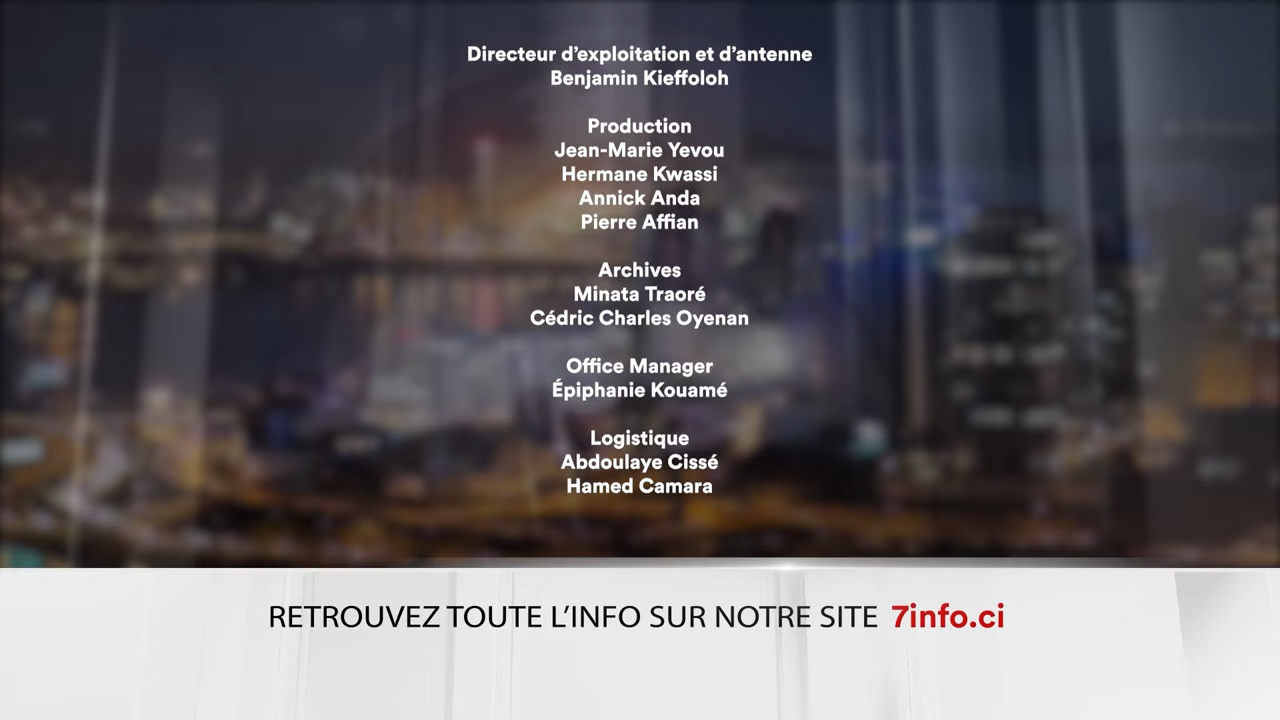 Directeur d’exploitation et d’antenne
Benjamin Kieffoloh
Production
Jean-Marie Yevou
Hermane Kwassi
Annick Anda
Pierre Affian
Archives
Minata Traoré
Cédric Charles Oyenan
Office Manager
Épiphanie Kouamé
Logistique
Abdoulaye Cissé
Hamed Camara
RETROUVEZ TOUTE L’INFO SUR NOTRE SITE 7info.ci